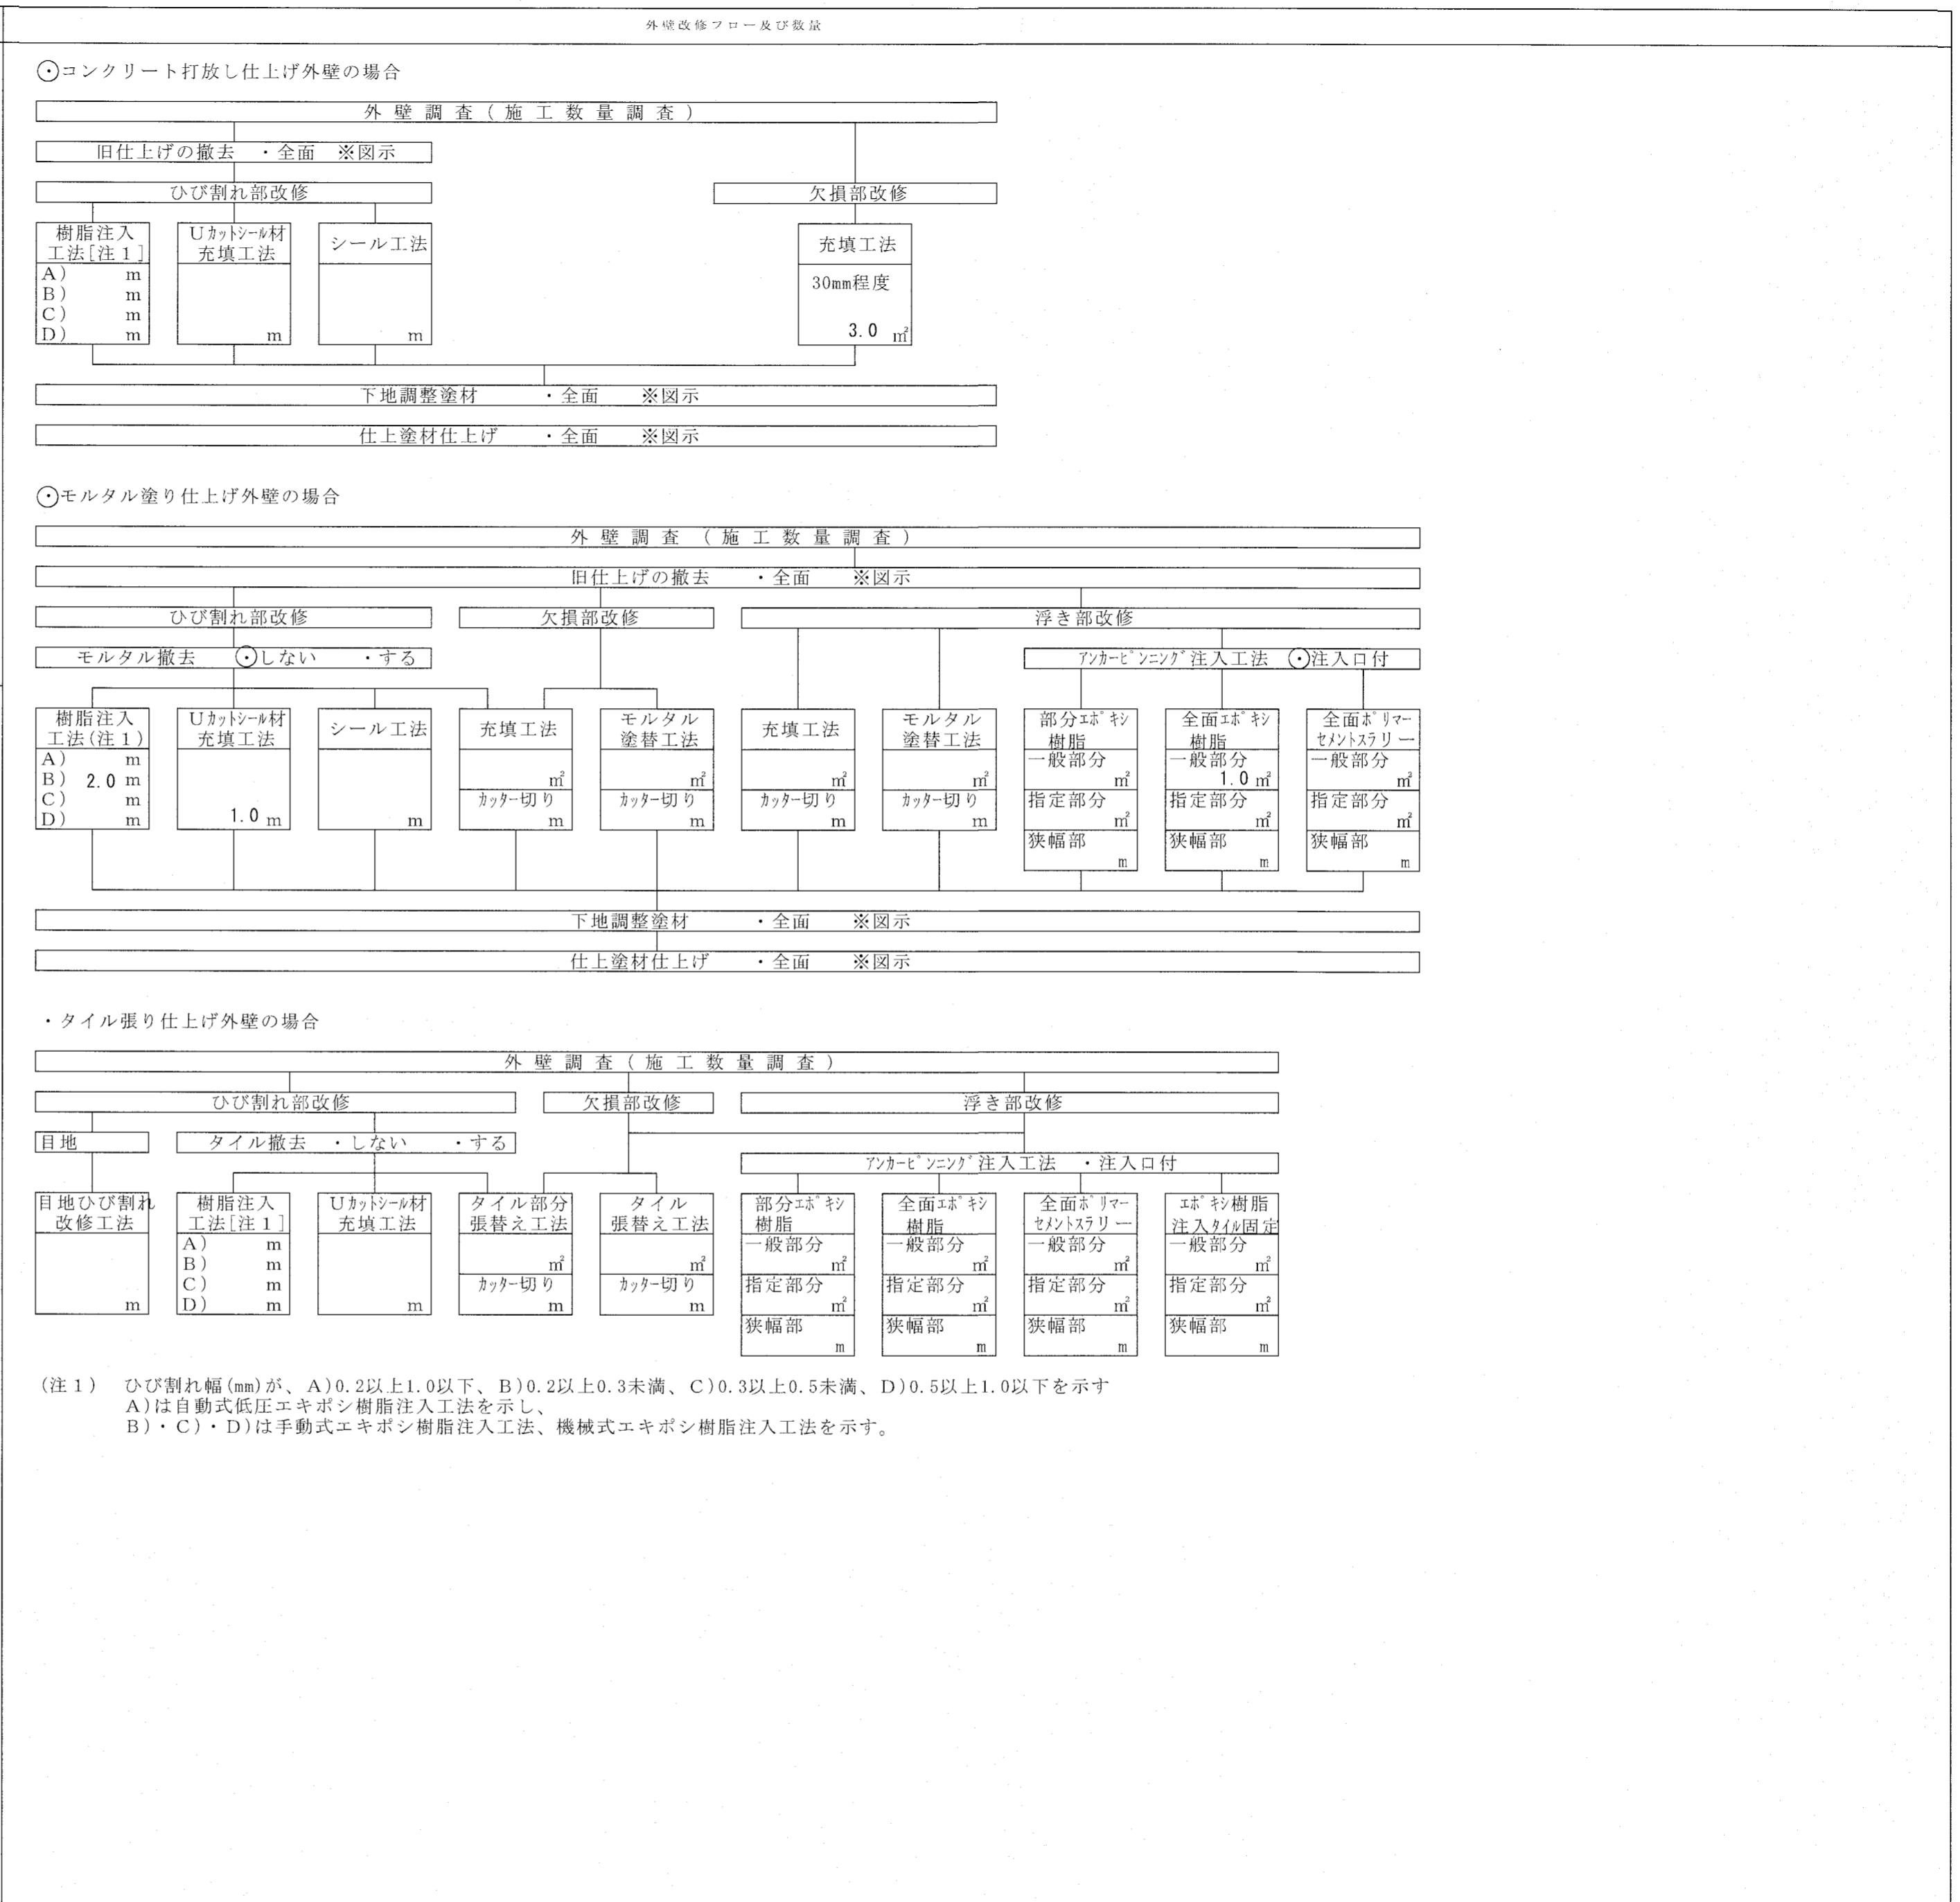 外壁改修フロー及び数量
⊙コンクリート打放し仕上げ外壁の場合
外壁調査(施工数量調査)
旧仕上げの撤去 ・全面 ※図示
ひび割れ部改修
欠損部改修
樹脂注入
工法[注1]
A) m
B) m
C) m
D) m
Uカットシール材
充填工法
m
シール工法
m
充填工法
30mm程度
3.0 ㎡
下地調整塗材 ・全面 ※図示
仕上塗材仕上げ ・全面 ※図示
⊙モルタル塗り仕上げ外壁の場合
外壁調査(施工数量調査)
旧仕上げの撤去 ・全面 ※図示
ひび割れ部改修
欠損部改修
浮き部改修
モルタル撤去 ⊙しない ・する
アンカーピンニング注入工法 ⊙注入口付
樹脂注入
工法(注1)
A) m
B) 2.0 m
C) m
D) m
Uカットシール材
充填工法
1.0 m
シール工法
m
充填工法
㎡
カッター切り
m
モルタル
塗替工法
㎡
カッター切り
m
充填工法
㎡
カッター切り
m
モルタル
塗替工法
㎡
カッター切り
m
部分エポキシ
樹脂
一般部分
㎡
指定部分
㎡
狭幅部
m
全面エポキシ
樹脂
一般部分
1.0 ㎡
指定部分
㎡
狭幅部
m
全面ポリマー
セメントスラリー
一般部分
㎡
指定部分
㎡
狭幅部
m
下地調整塗材 ・全面 ※図示
仕上塗材仕上げ ・全面 ※図示
・タイル張り仕上げ外壁の場合
外壁調査(施工数量調査)
ひび割れ部改修
欠損部改修
浮き部改修
目地
タイル撤去 ・しない ・する
アンカーピンニング注入工法 ・注入口付
目地ひび割れ
改修工法
m
樹脂注入
工法[注1]
A) m
B) m
C) m
D) m
Uカットシール材
充填工法
m
タイル部分
張替え工法
㎡
カッター切り
m
タイル
張替え工法
㎡
カッター切り
m
部分エポキシ
樹脂
一般部分
㎡
指定部分
㎡
狭幅部
m
全面エポキシ
樹脂
一般部分
㎡
指定部分
㎡
狭幅部
m
全面ポリマー
セメントスラリー
一般部分
㎡
指定部分
㎡
狭幅部
m
エポキシ樹脂
注入タイル固定
一般部分
㎡
指定部分
㎡
狭幅部
m
(注1) ひび割れ幅(mm)が、A)0.2以上1.0以下、B)0.2以上0.3未満、C)0.3以上0.5未満、D)0.5以上1.0以下を示す
A)は自動式低圧エキポシ樹脂注入工法を示し、
B)・C)・D)は手動式エキポシ樹脂注入工法、機械式エキポシ樹脂注入工法を示す。